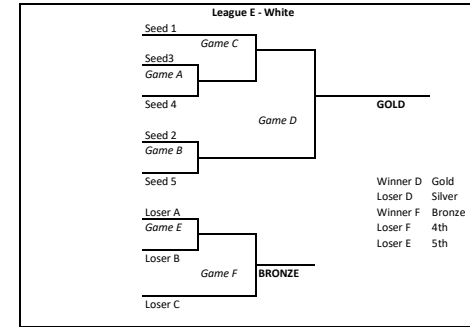 League E - White
Seed 1
Game C
Seed3
Game A
Seed 4
GOLD
Game D
Seed 2
Game B
Seed 5
Winner D Gold
Loser D Silver
Winner F Bronze
Loser F 4th
Loser E 5th
Loser A
Game E
Loser B
Game F BRONZE
Loser C